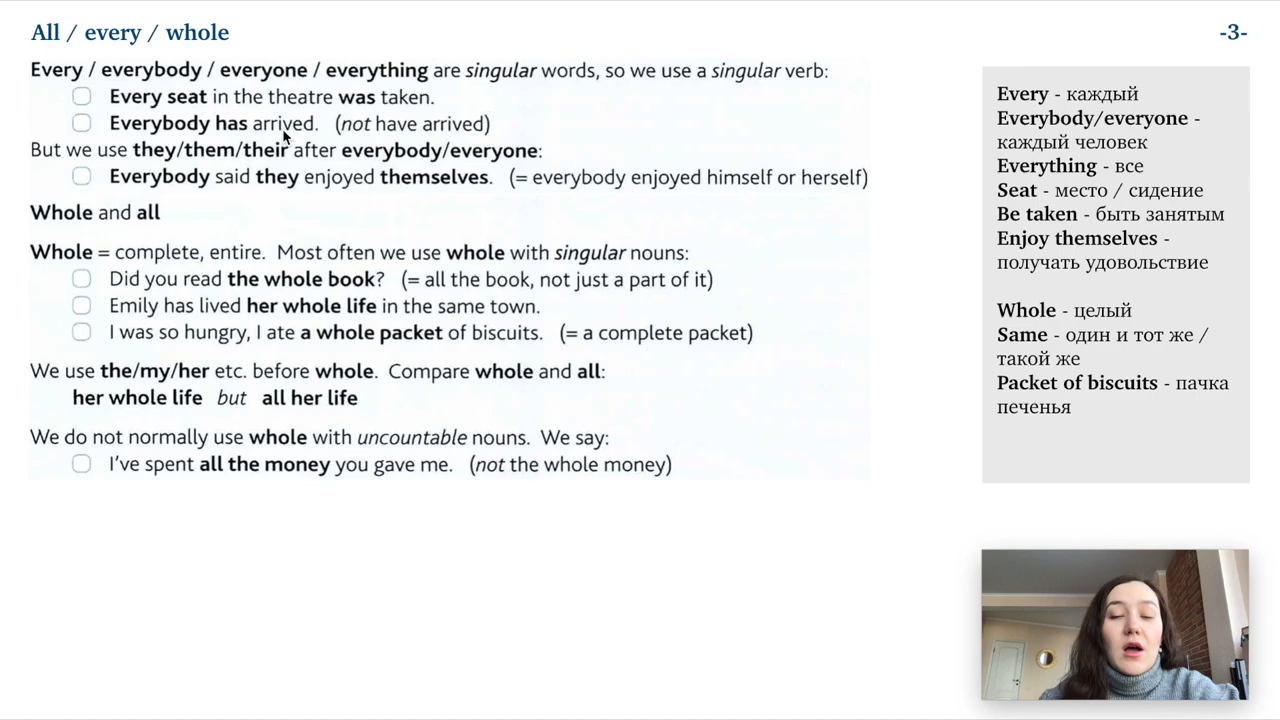 All / every / whole
-3-
Every / everybody / everyone / everything are singular words, so we use a singular verb:
Every seat in the theatre was taken.
Everybody has arrived. (not have arrived)
But we use they/them/their after everybody/everyone:
Everybody said they enjoyed themselves. (= everybody enjoyed himself or herself)
Whole and all
Whole = complete, entire. Most often we use whole with singular nouns:
Did you read the whole book? (= all the book, not just a part of it)
Emily has lived her whole life in the same town.
I was so hungry, I ate a whole packet of biscuits. (= a complete packet)
We use the/my/her etc. before whole. Compare whole and all:
her whole life but all her life
We do not normally use whole with uncountable nouns. We say:
I've spent all the money you gave me. (not the whole money)
Every - каждый
Everybody/everyone -
каждый человек
Everything - все
Seat - место / сидение
Be taken - быть занятым
Enjoy themselves -
получать удовольствие
Whole - целый
Same - один и тот же /
такой же
Packet of biscuits - пачка
печенья